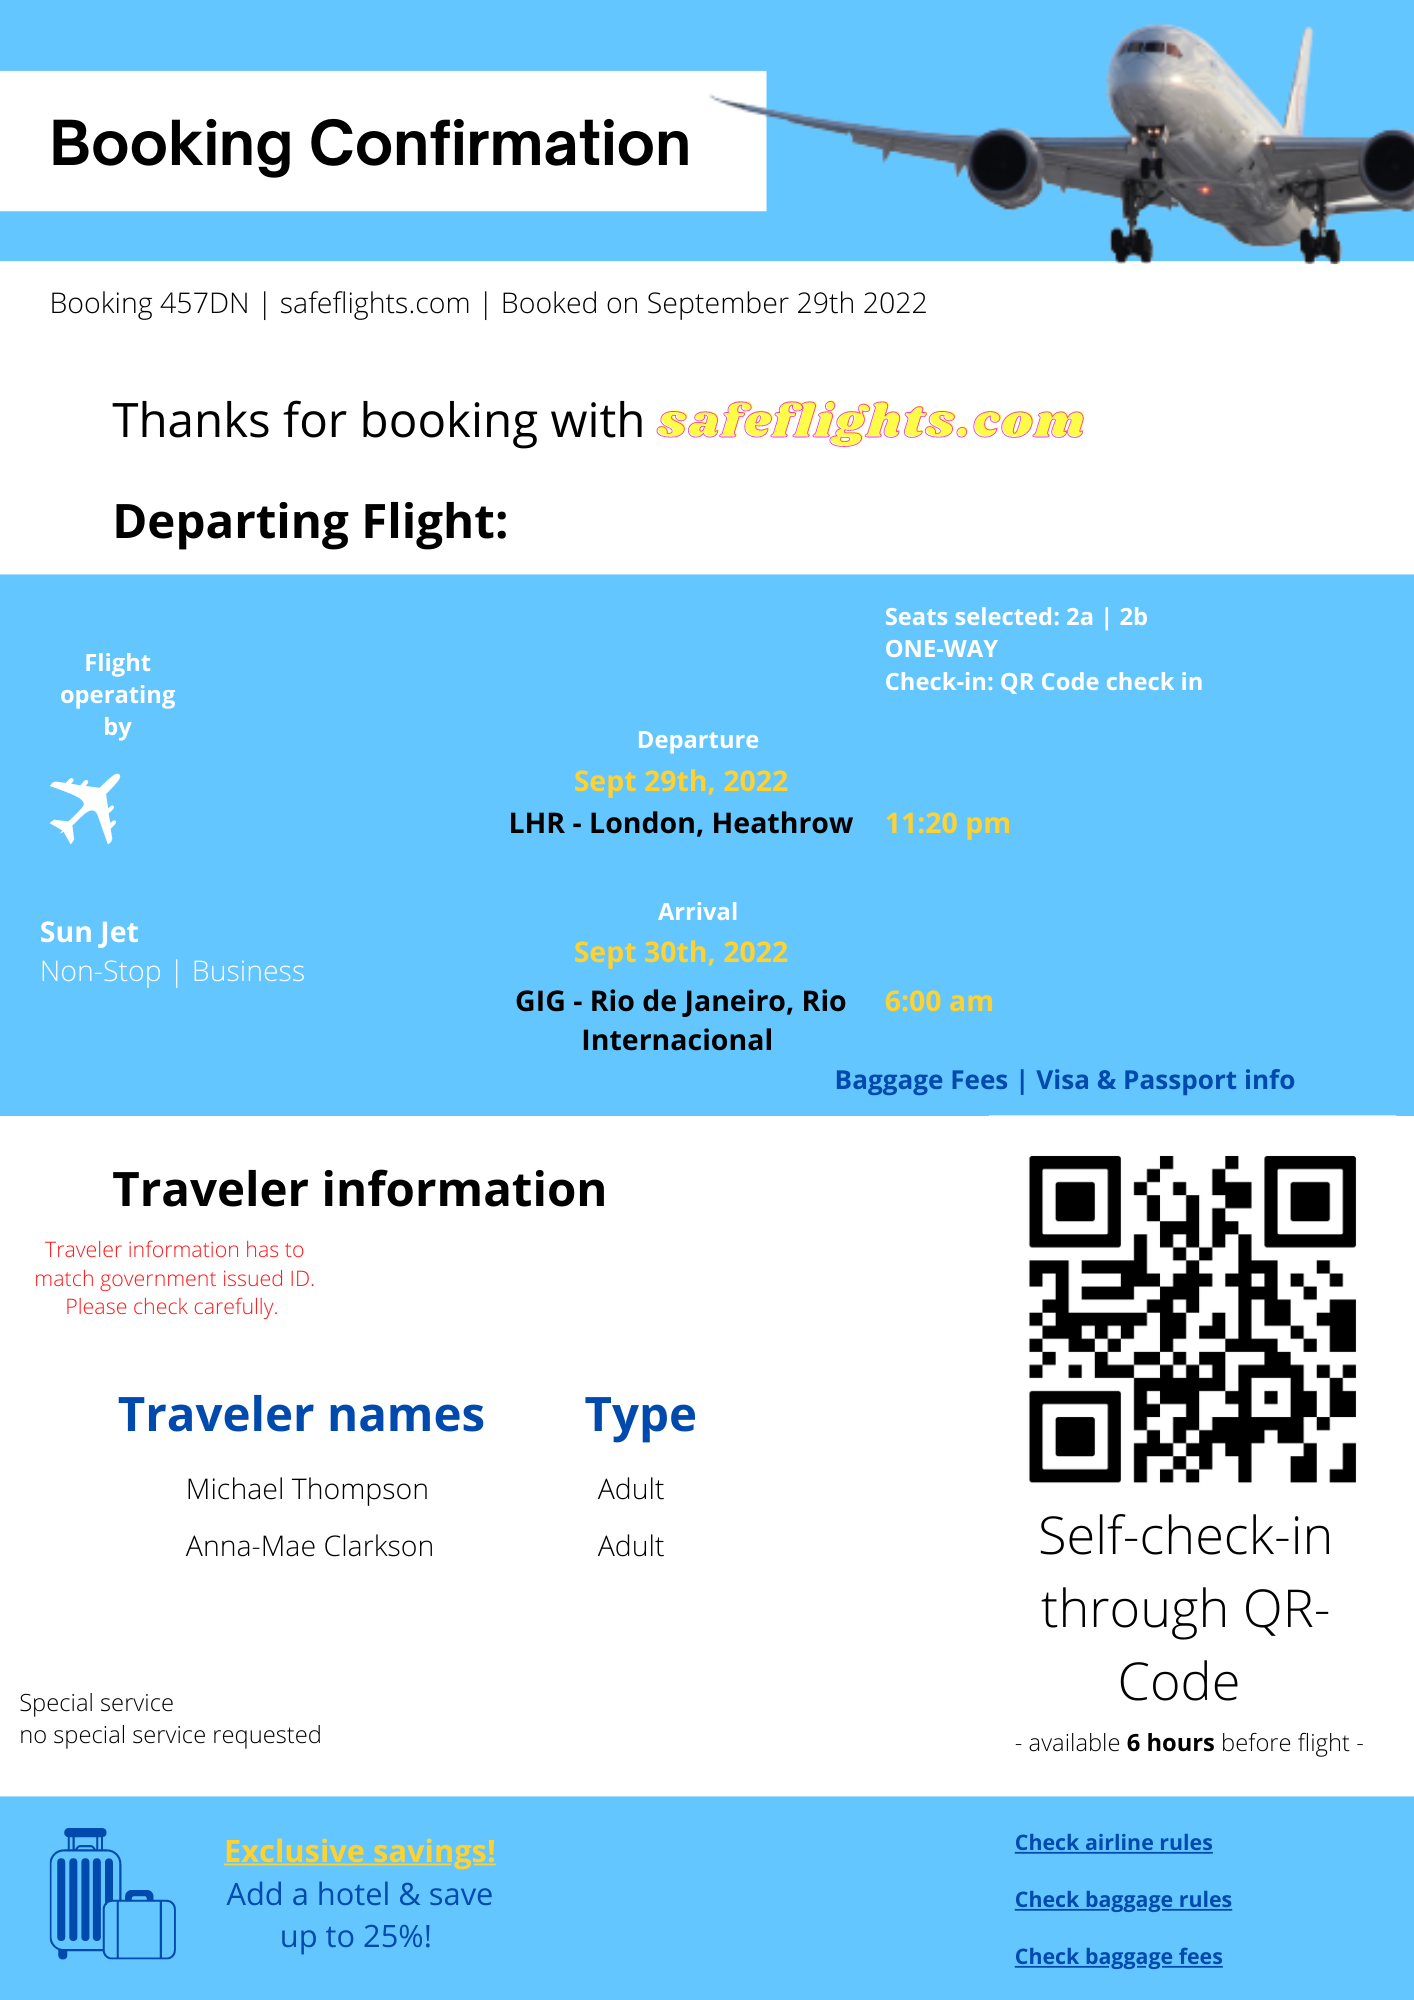 Booking Confirmation
Booking 457DN | safeflights.com | Booked on September 29th 2022
Thanks for booking with safeflights.com
Departing Flight:
Seats selected: 2a | 2b
ONE-WAY
Check-in: QR Code check in
Flight
operating
by
Departure
Sept 29th, 2022
LHR - London, Heathrow 11:20 pm
Sun Jet
Non-Stop | Business
Arrival
Sept 30th, 2022
GIG - Rio de Janeiro, Rio 6:00 am
Internacional
Baggage Fees | Visa & Passport info
Traveler information
Traveler information has to
match government issued ID.
Please check carefully.
Traveler names Type
Michael Thompson Adult
Anna-Mae Clarkson Adult
Self-check-in
through QR-
Code
- available 6 hours before flight -
Special service
no special service requested
Exclusive savings!
Add a hotel & save
up to 25%!
Check airline rules
Check baggage rules
Check baggage fees